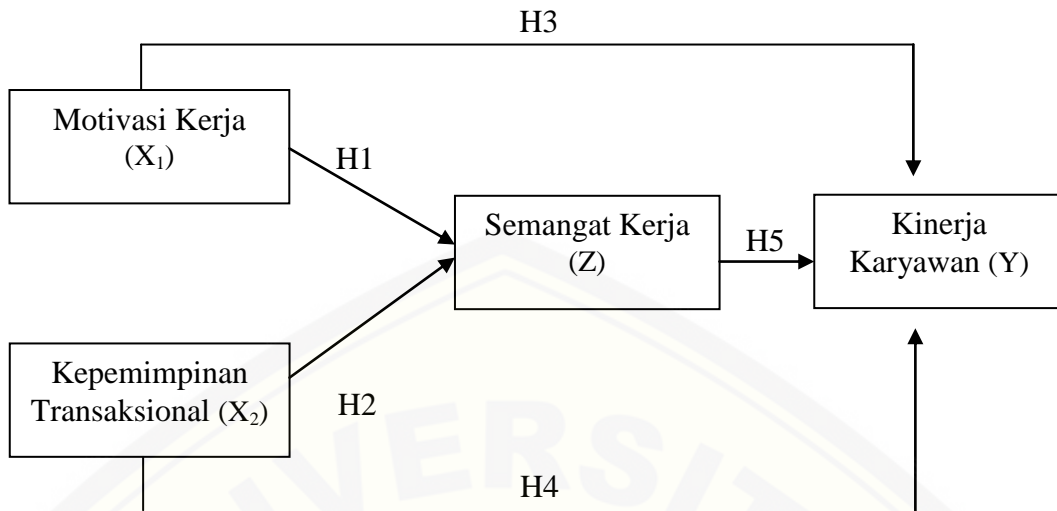 H3
Motivasi Kerja
(X₁)
H1
Semangat Kerja
(Z)
H5
Kinerja
Karyawan (Y)
Kepemimpinan
Transaksional (X₂)
H2
H4